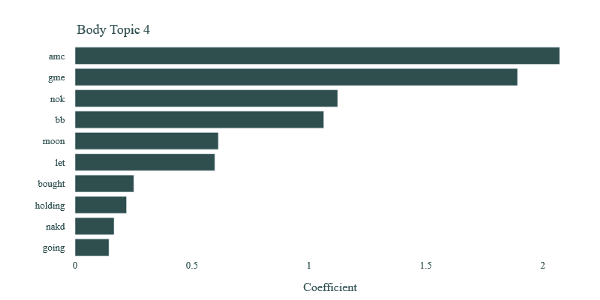 Body Topic 4
amc
gme
nok
bb
moon
let
bought
holding
nakd
going
0 0.5 1 1.5 2
Coefficient